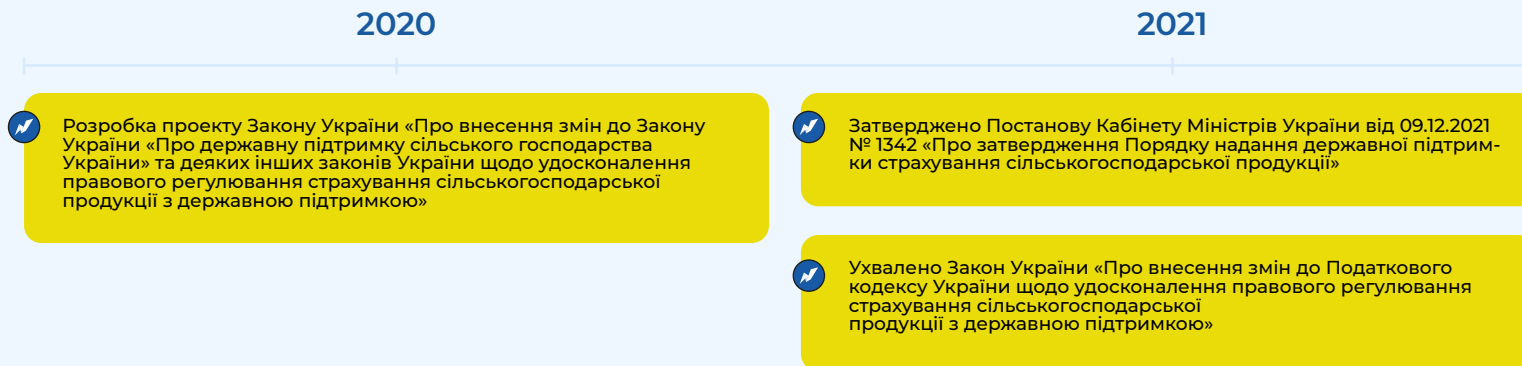 2020
2021
Розробка проекту Закону України «Про внесення змін до Закону
України «Про державну підтримку сільського господарства
України» та деяких інших законів України щодо удосконалення
правового регулювання страхування сільськогосподарської
продукції з державною підтримкою»
Затверджено Постанову Кабінету Міністрів України від 09.12.2021
№ 1342 «Про затвердження Порядку надання державної підтрим-
ки страхування сільськогосподарської продукції»
Ухвалено Закон України «Про внесення змін до Податкового
кодексу України щодо удосконалення правового регулювання
страхування сільськогосподарської
продукції з державною підтримкою»